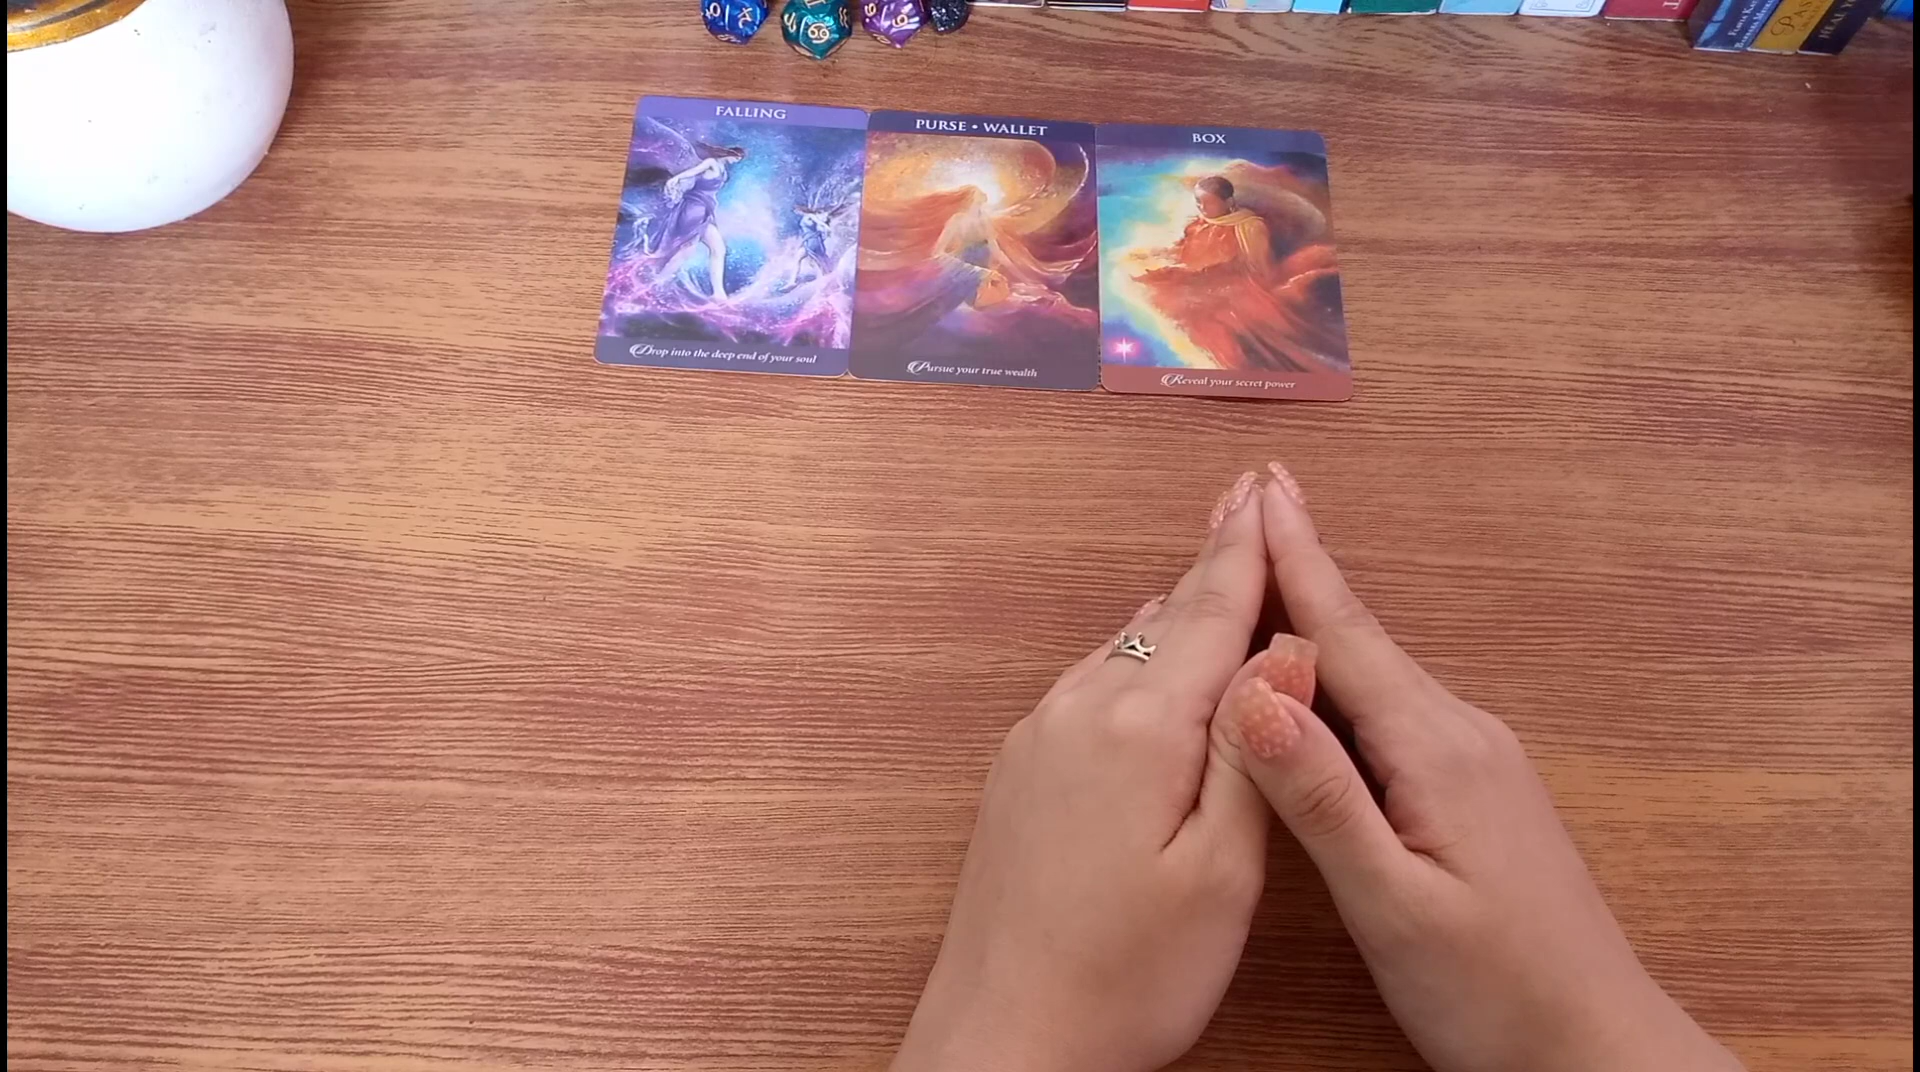 FALLING
Drop into the deep end of your soul
PURSE • WALLET
Pursue your true wealth
BOX
Reveal your secret power